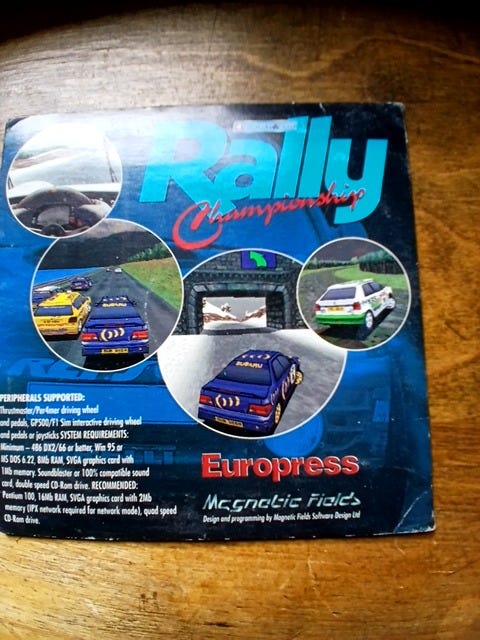 Rally
Championship
SUBARU
SUBARU
Europress
Magnetic Fields
Design and programming by Magnetic Fields Software Design Ltd
PERIPHERALS SUPPORTED:
Thrustmaster/Per4mer driving wheel
and pedals, GP500/F1 Sim interactive driving wheel
and pedals or joysticks SYSTEM REQUIREMENTS:
Minimum – 486 DX2/66 or better, Win 95 or
MS DOS 6.22, 8Mb RAM, SVGA graphics card with
1Mb memory. Soundblaster or 100% compatible sound
card, double speed CD-Rom drive. RECOMMENDED:
Pentium 100, 16Mb RAM, SVGA graphics card with 2Mb
memory (IPX network required for network mode), quad speed
CD-Rom drive.